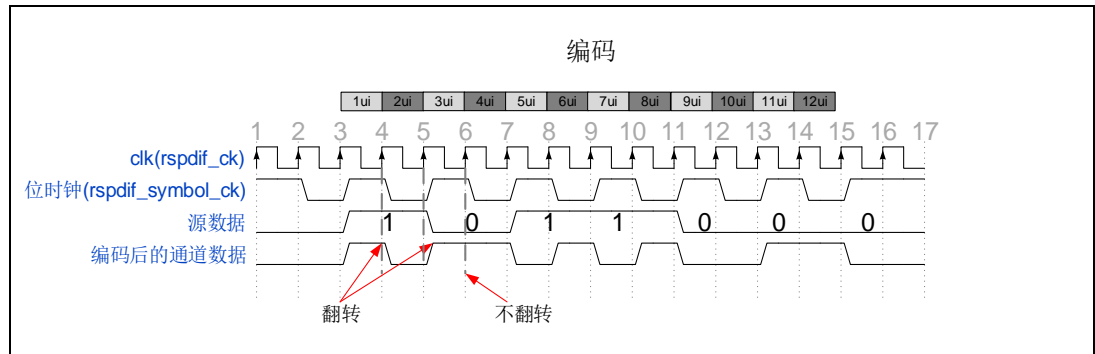 编码
1ui 2ui 3ui 4ui 5ui 6ui 7ui 8ui 9ui 10ui 11ui 12ui
1 2 3 4 5 6 7 8 9 10 11 12 13 14 15 16 17
clk(rspdif_ck)
位时钟(rspdif_symbol_ck)
源数据 1 0 1 1 0 0 0
编码后的通道数据
翻转 不翻转